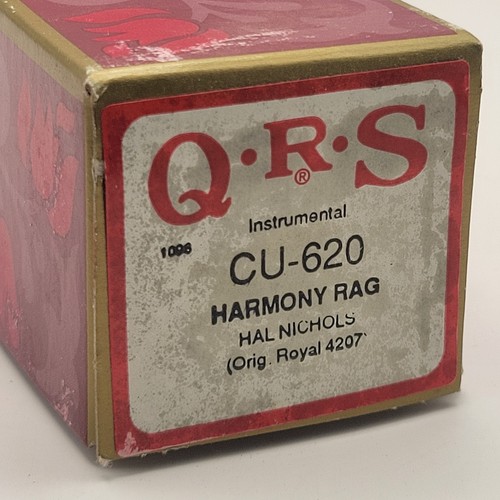 Q·R·S
®
Instrumental
1096
CU-620
HARMONY RAG
HAL NICHOLS
(Orig. Royal 4207